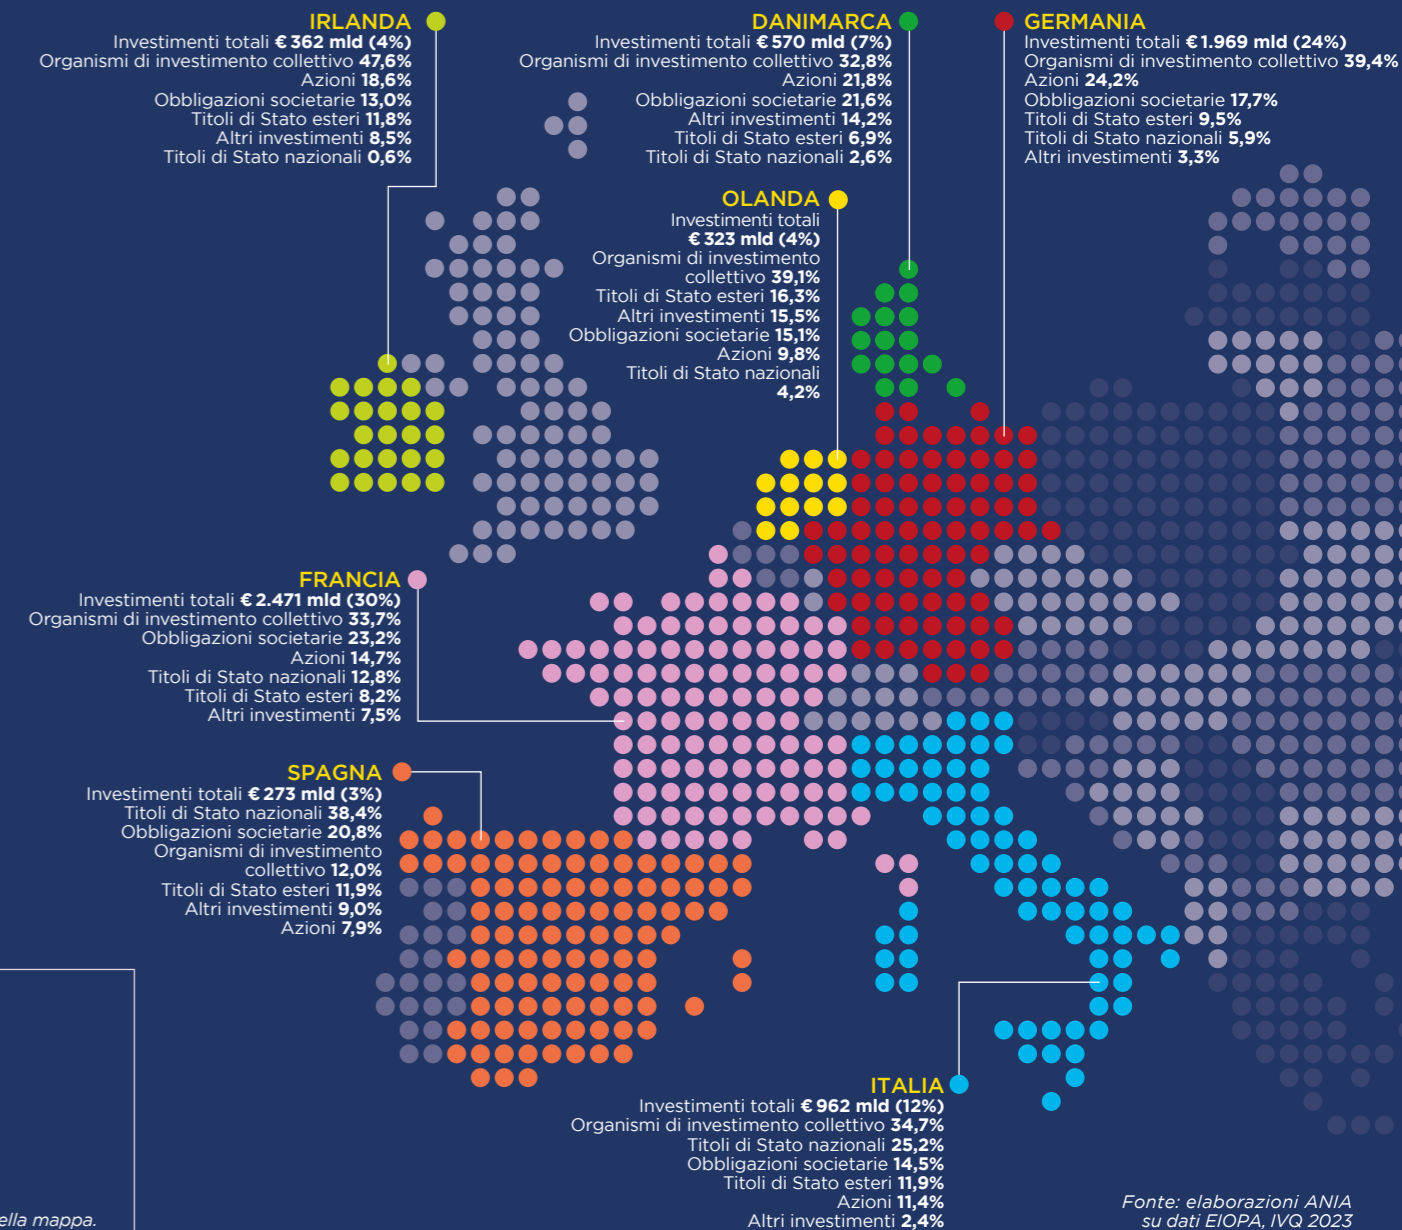 IRLANDA
Investimenti totali € 362 mld (4%)
Organismi di investimento collettivo 47,6%
Azioni 18,6%
Obbligazioni societarie 13,0%
Titoli di Stato esteri 11,8%
Altri investimenti 8,5%
Titoli di Stato nazionali 0,6%
DANIMARCA
Investimenti totali € 570 mld (7%)
Organismi di investimento collettivo 32,8%
Azioni 21,8%
Obbligazioni societarie 21,6%
Altri investimenti 14,2%
Titoli di Stato esteri 6,9%
Titoli di Stato nazionali 2,6%
GERMANIA
Investimenti totali € 1.969 mld (24%)
Organismi di investimento collettivo 39,4%
Azioni 24,2%
Obbligazioni societarie 17,7%
Titoli di Stato esteri 9,5%
Titoli di Stato nazionali 5,9%
Altri investimenti 3,3%
OLANDA
Investimenti totali
€ 323 mld (4%)
Organismi di investimento
collettivo 39,1%
Titoli di Stato esteri 16,3%
Altri investimenti 15,5%
Obbligazioni societarie 15,1%
Azioni 9,8%
Titoli di Stato nazionali
4,2%
FRANCIA
Investimenti totali € 2.471 mld (30%)
Organismi di investimento collettivo 33,7%
Obbligazioni societarie 23,2%
Azioni 14,7%
Titoli di Stato nazionali 12,8%
Titoli di Stato esteri 8,2%
Altri investimenti 7,5%
SPAGNA
Investimenti totali € 273 mld (3%)
Titoli di Stato nazionali 38,4%
Obbligazioni societarie 20,8%
Organismi di investimento
collettivo 12,0%
Titoli di Stato esteri 11,9%
Altri investimenti 9,0%
Azioni 7,9%
ITALIA
Investimenti totali € 962 mld (12%)
Organismi di investimento collettivo 34,7%
Titoli di Stato nazionali 25,2%
Obbligazioni societarie 14,5%
Titoli di Stato esteri 11,9%
Azioni 11,4%
Altri investimenti 2,4%
ella mappa.
Fonte: elaborazioni ANIA
su dati EIOPA, IVQ 2023